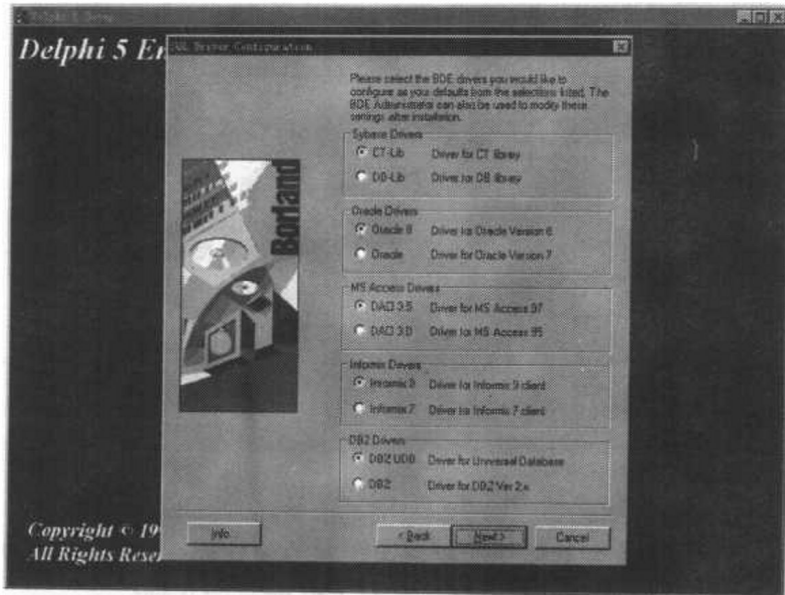 Delphi 5 Setup
Delphi 5 En
SQL Driver Configuration
Please select the BDE drivers you would like to
configure as your defaults from the selections listed. The
BDE Administrator can also be used to modify these
settings after installation.
Sybase Drivers
CT-Lib Driver for CT library
DB-Lib Driver for DB library
Oracle Drivers
Oracle 8 Driver for Oracle Version 8
Oracle Driver for Oracle Version 7
MS Access Drivers
DAO 3.5 Driver for MS Access 97
DAO 3.0 Driver for MS Access 95
Informix Drivers
Informix 9 Driver for Informix 9 client
Informix 7 Driver for Informix 7 client
DB2 Drivers
DB2 UDB Driver for Universal Database
DB2 Driver for DB2 Ver 2.x
Borland
Copyright © 199
All Rights Reser
Info
< Back
Next >
Cancel